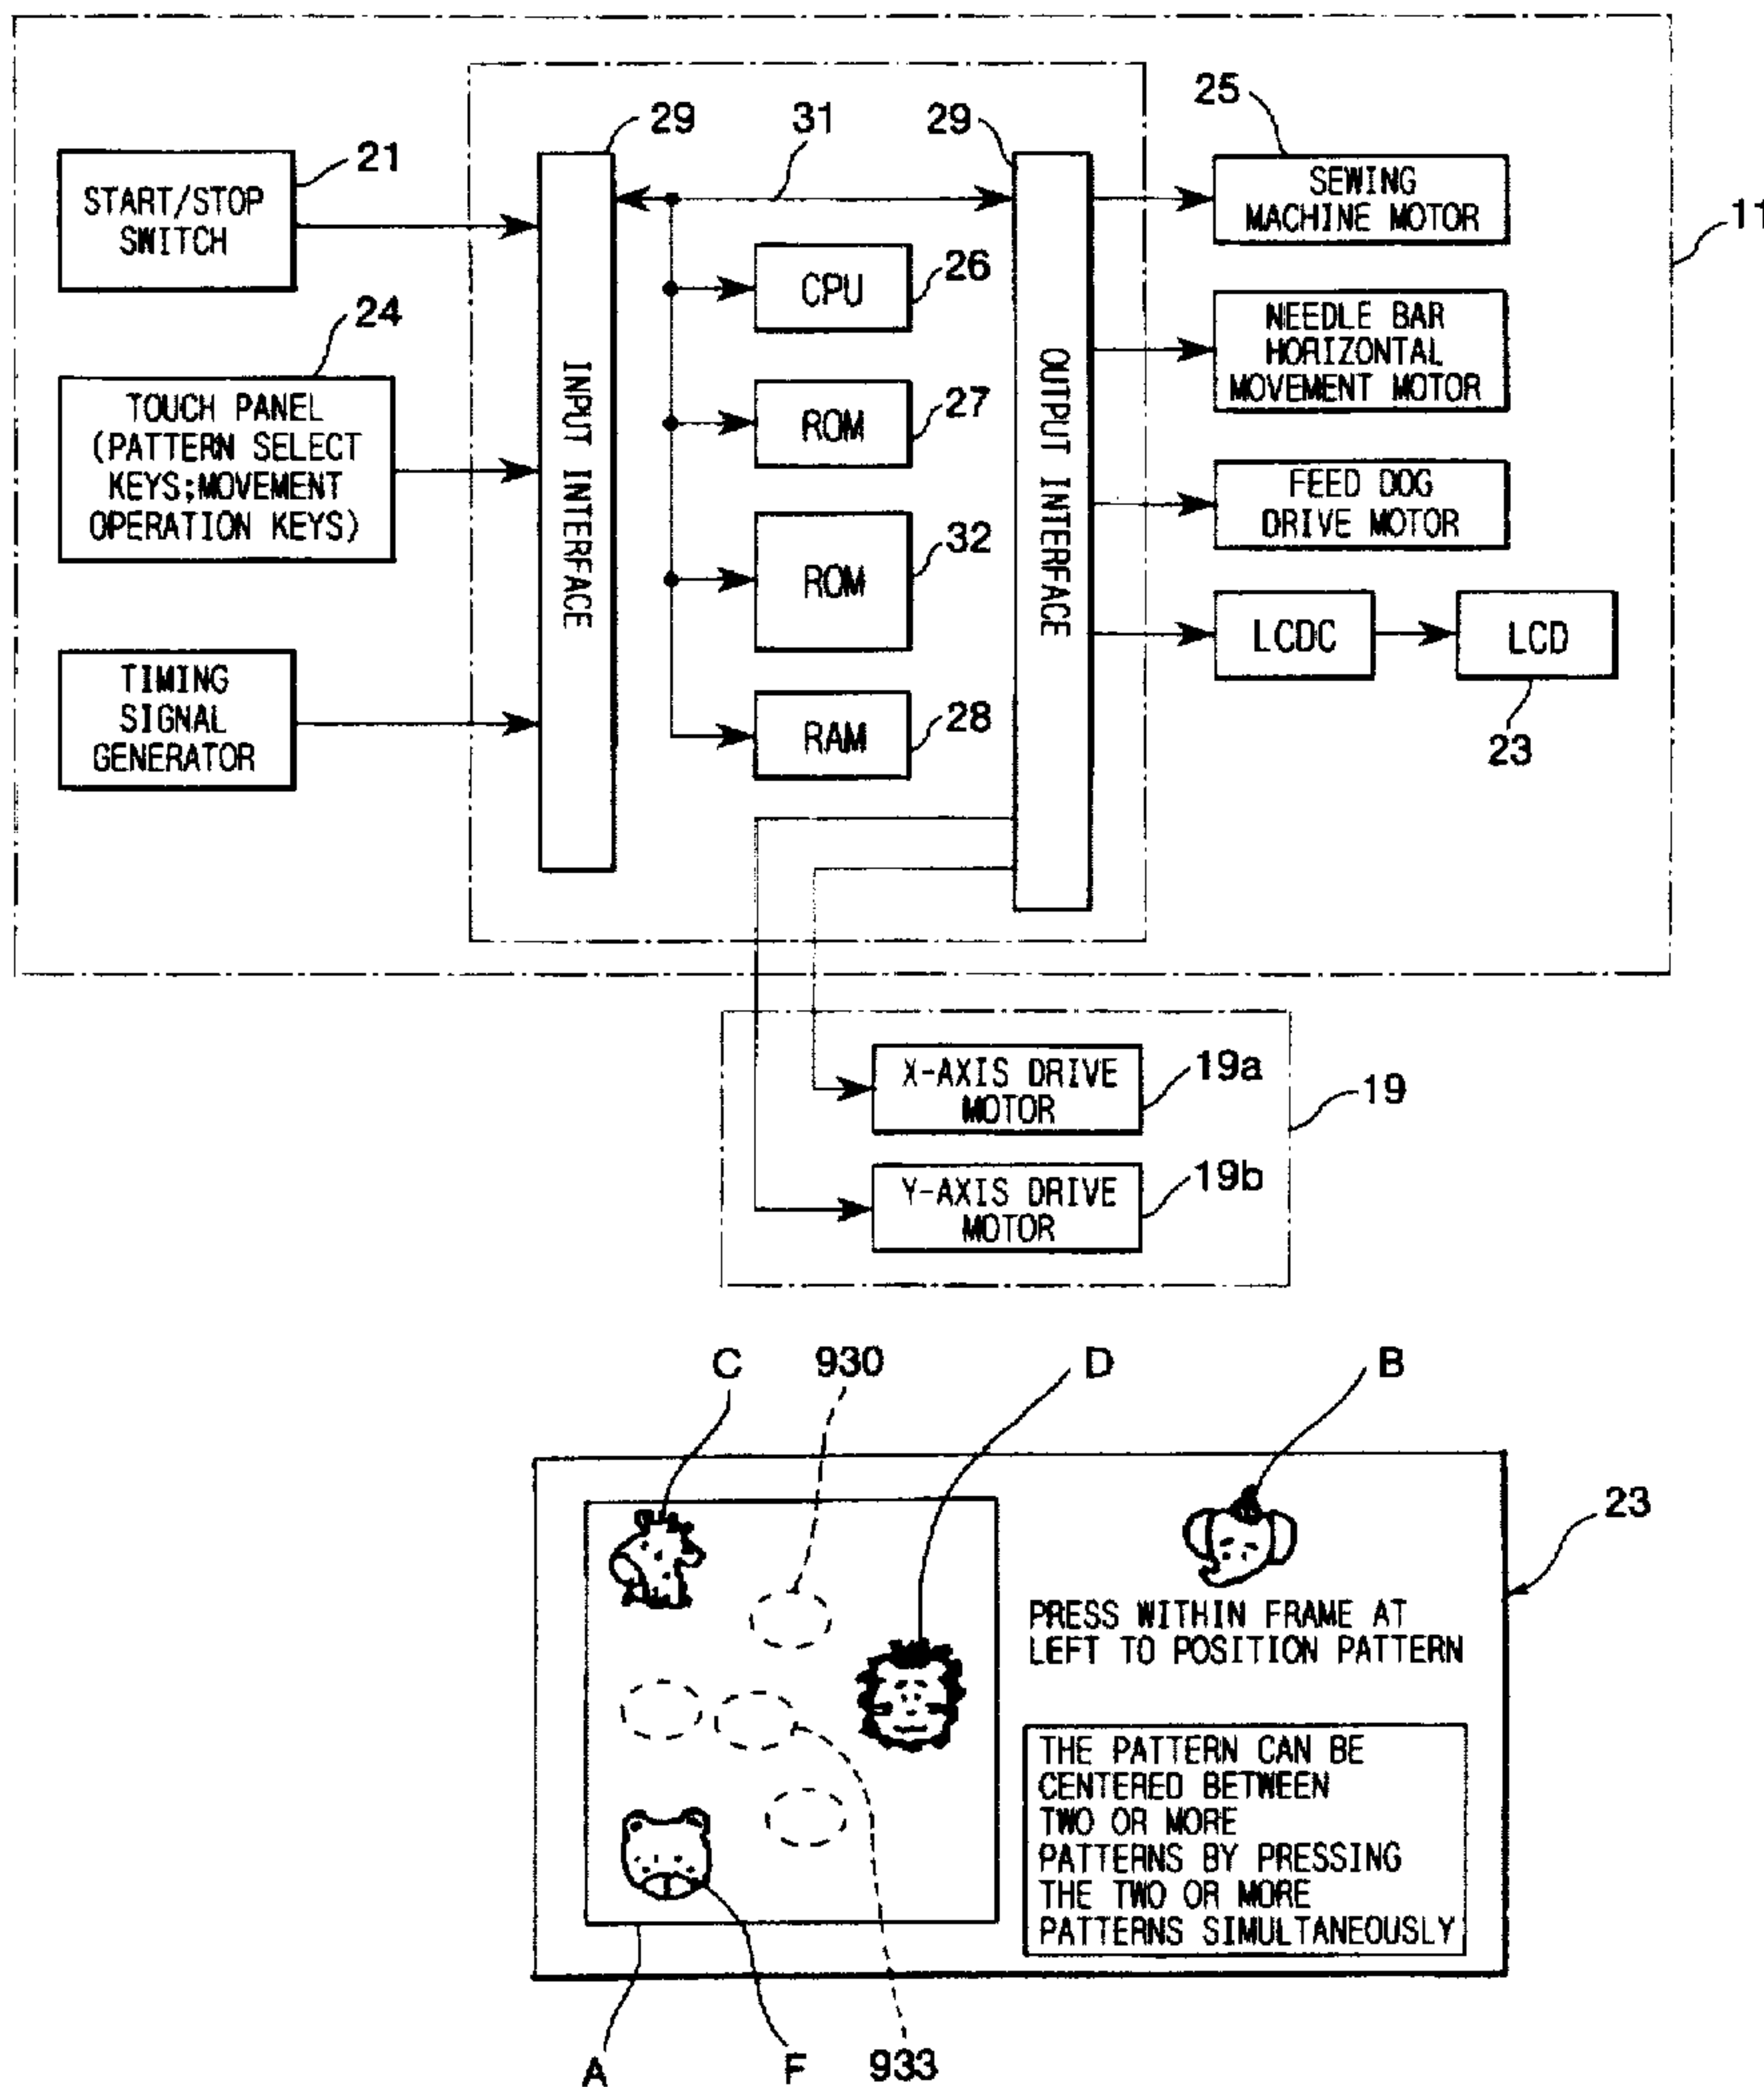 29
31
29
25
21
START/STOP
SWITCH
SEWING
MACHINE MOTOR
11
26
CPU
24
NEEDLE BAR
HORIZONTAL
MOVEMENT MOTOR
27
ROM
INPUT INTERFACE
OUTPUT INTERFACE
TOUCH PANEL
(PATTERN SELECT
KEYS;MOVEMENT
OPERATION KEYS)
FEED DOG
DRIVE MOTOR
32
ROM
LCDC
LCD
23
TIMING
SIGNAL
GENERATOR
28
RAM
X-AXIS DRIVE
MOTOR
19a
19
Y-AXIS DRIVE
MOTOR
19b
C
930
D
B
23
PRESS WITHIN FRAME AT
LEFT TO POSITION PATTERN
THE PATTERN CAN BE
CENTERED BETWEEN
TWO OR MORE
PATTERNS BY PRESSING
THE TWO OR MORE
PATTERNS SIMULTANEOUSLY
A
F
933